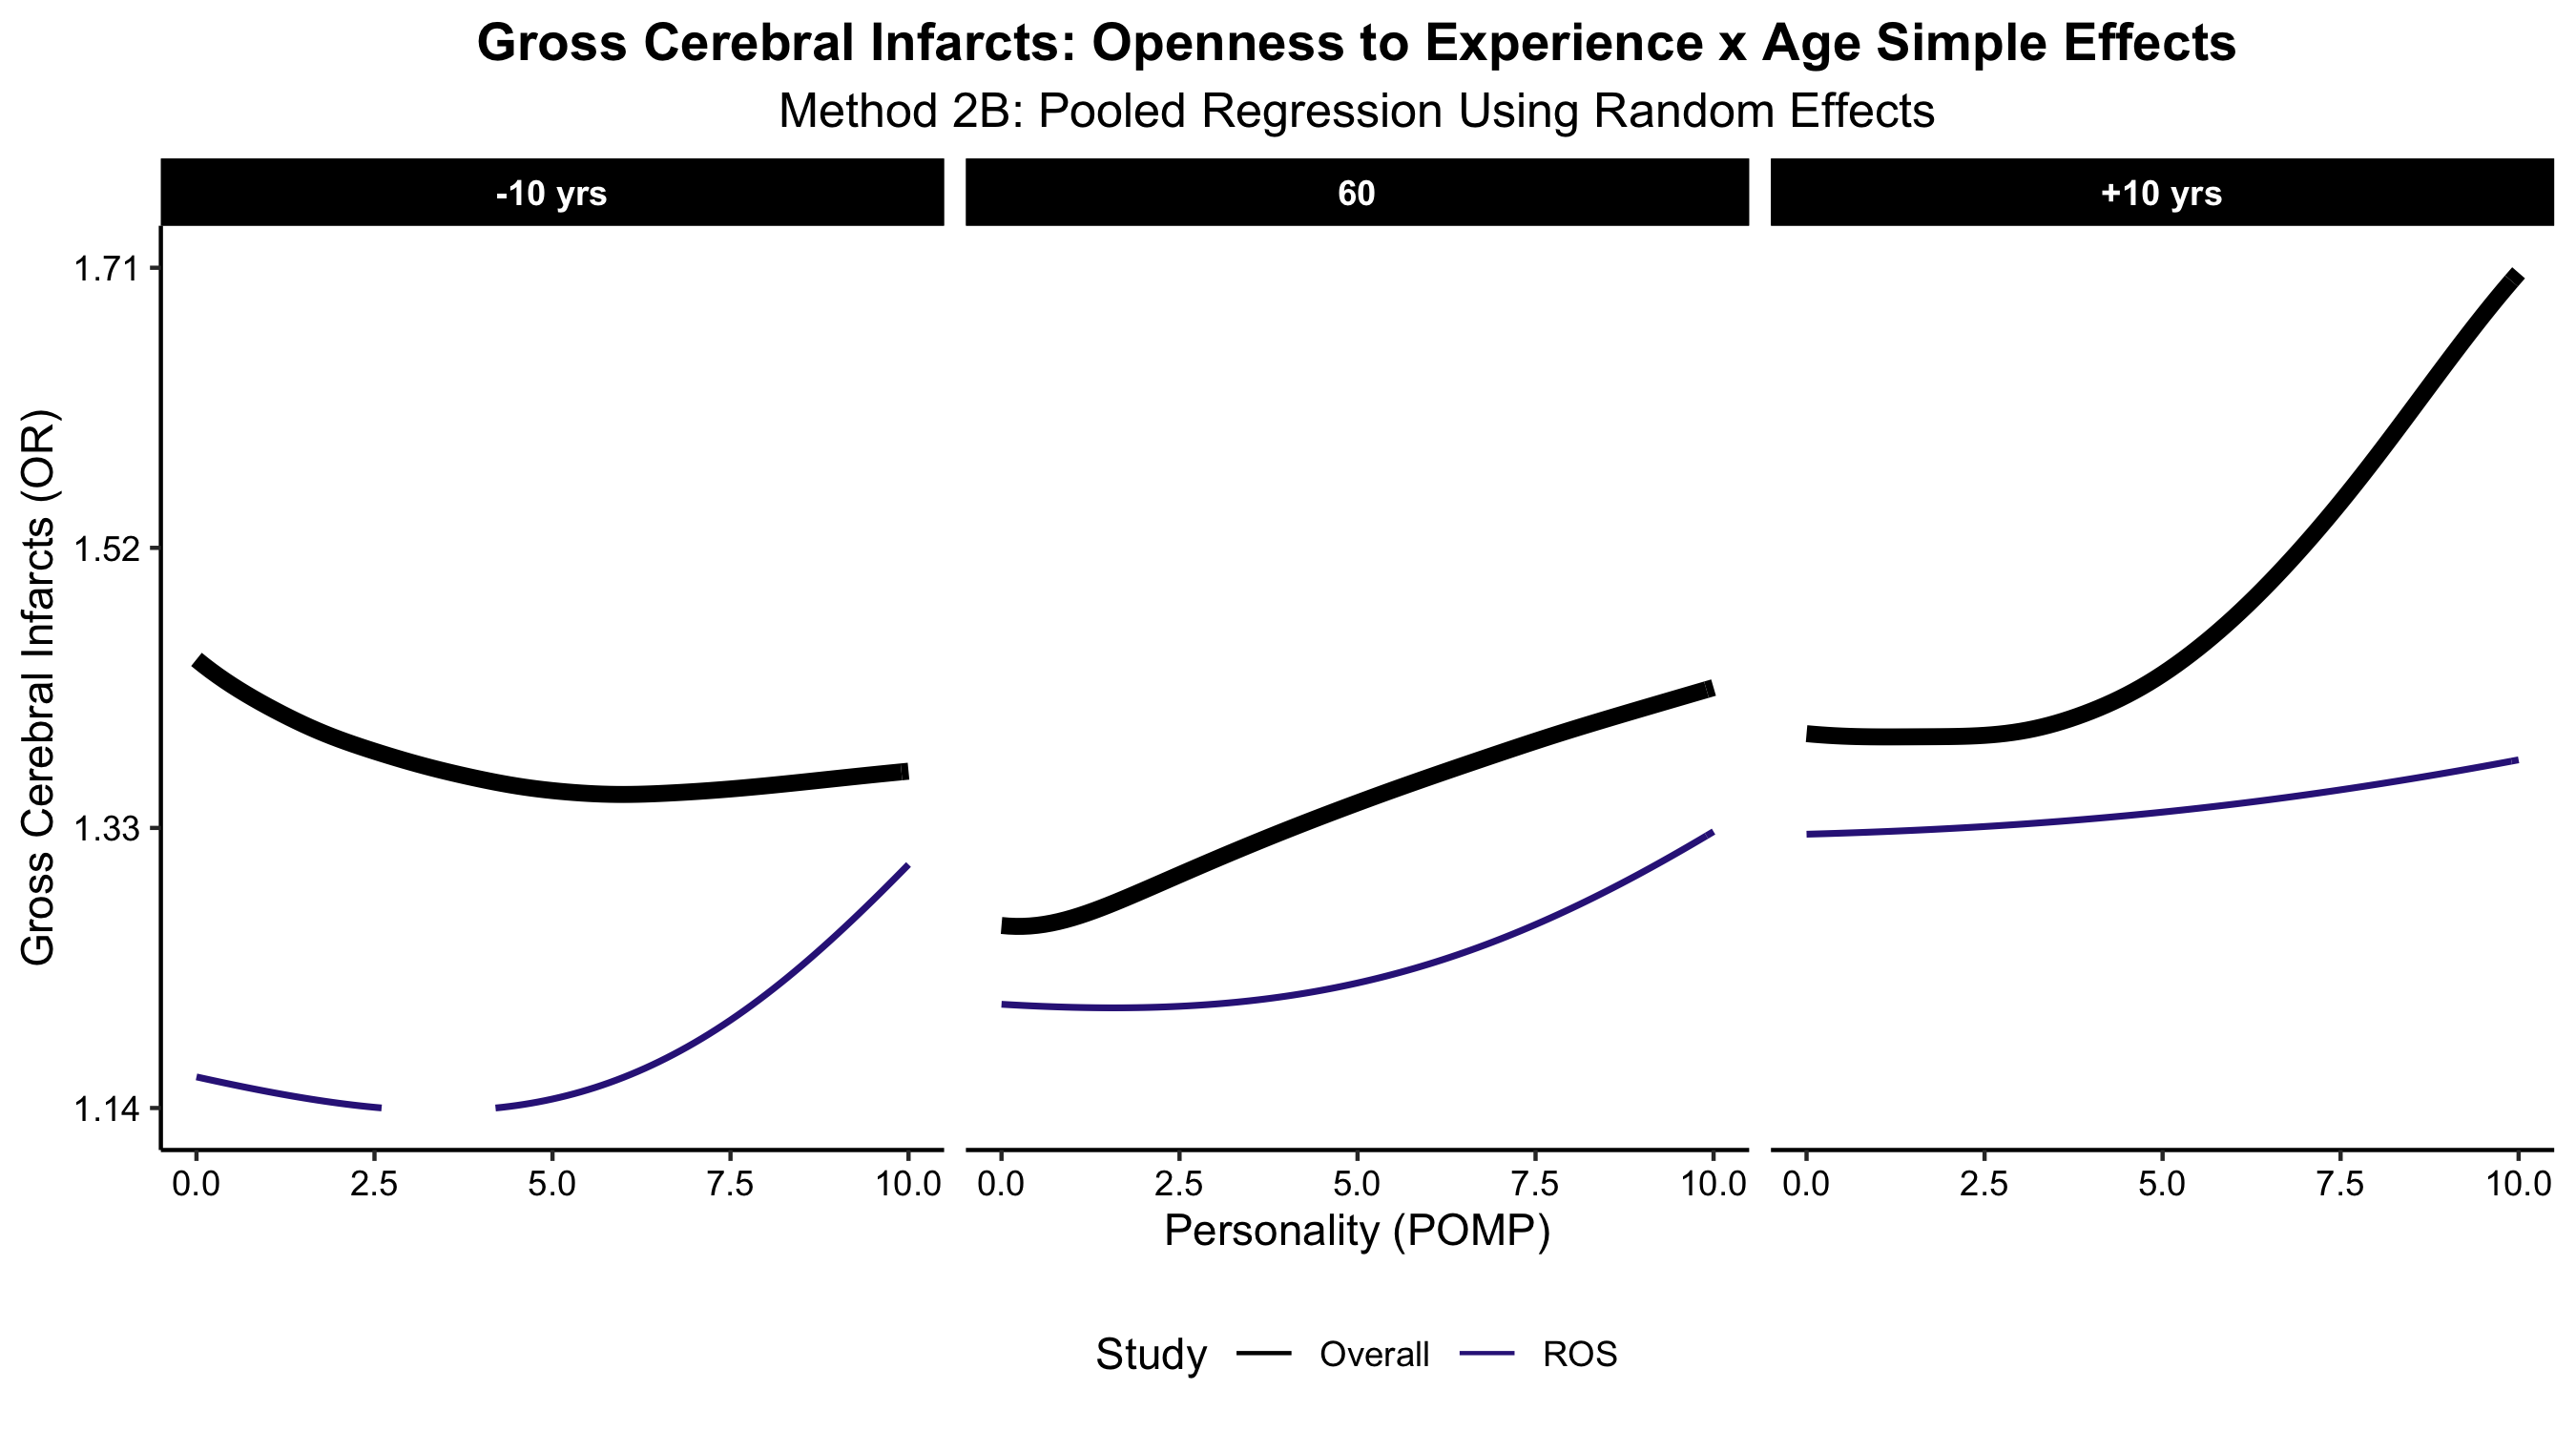 Gross Cerebral Infarcts: Openness to Experience x Age Simple Effects
Method 2B: Pooled Regression Using Random Effects
-10 yrs
60
+10 yrs
Gross Cerebral Infarcts (OR)
1.71
1.52
1.33
1.14
0.0 2.5 5.0 7.5 10.0
0.0 2.5 5.0 7.5 10.0
0.0 2.5 5.0 7.5 10.0
Personality (POMP)
Study Overall ROS